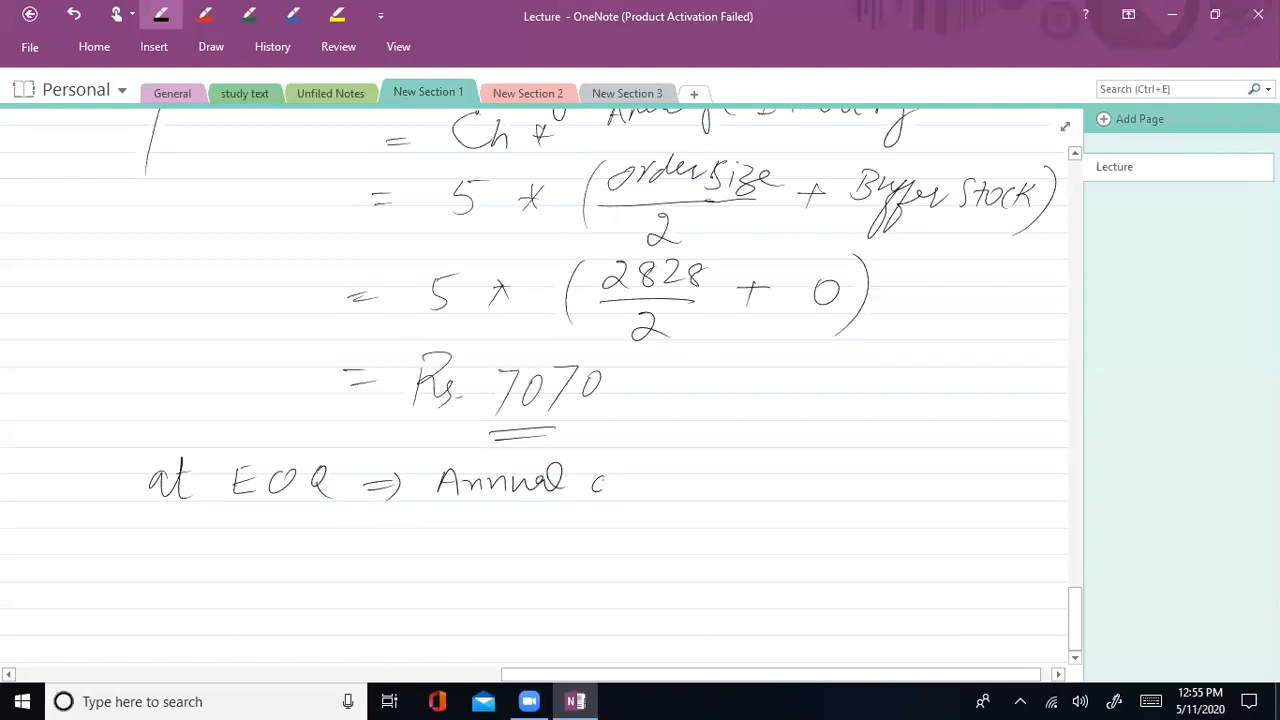 Lecture - OneNote (Product Activation Failed)
?
File Home Insert Draw History Review View
Personal General study text Unfiled Notes New Section 1 New Section 2 New Section 3 +
Search (Ctrl+E)
Add Page
Lecture
= Ch *
= 5 * (order size / 2 + Buffer Stock)
= 5 * (2828 / 2 + 0)
= Rs. 7070
at EOQ => Annual c
Type here to search
12:55 PM
5/11/2020